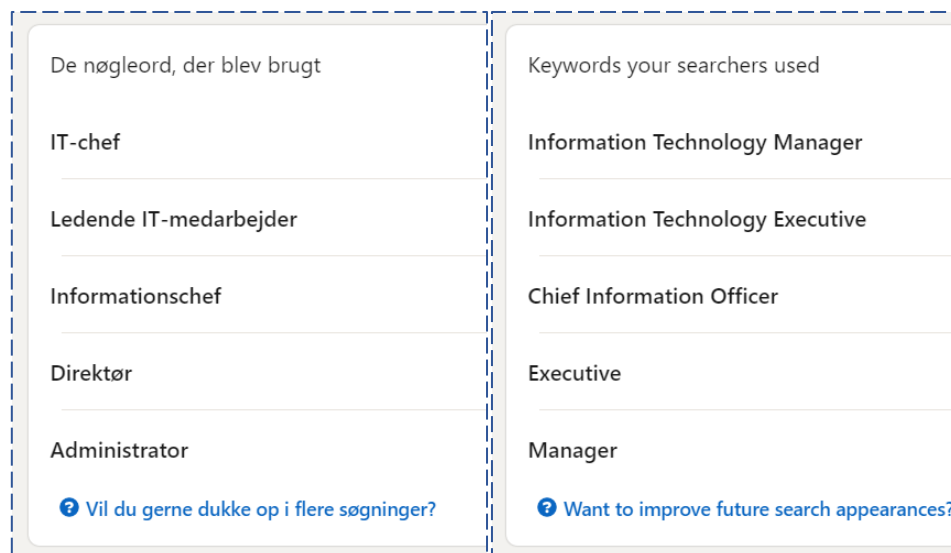 De nøgleord, der blev brugt
IT-chef
Ledende IT-medarbejder
Informationschef
Direktør
Administrator
Vil du gerne dukke op i flere søgninger?
Keywords your searchers used
Information Technology Manager
Information Technology Executive
Chief Information Officer
Executive
Manager
Want to improve future search appearances?